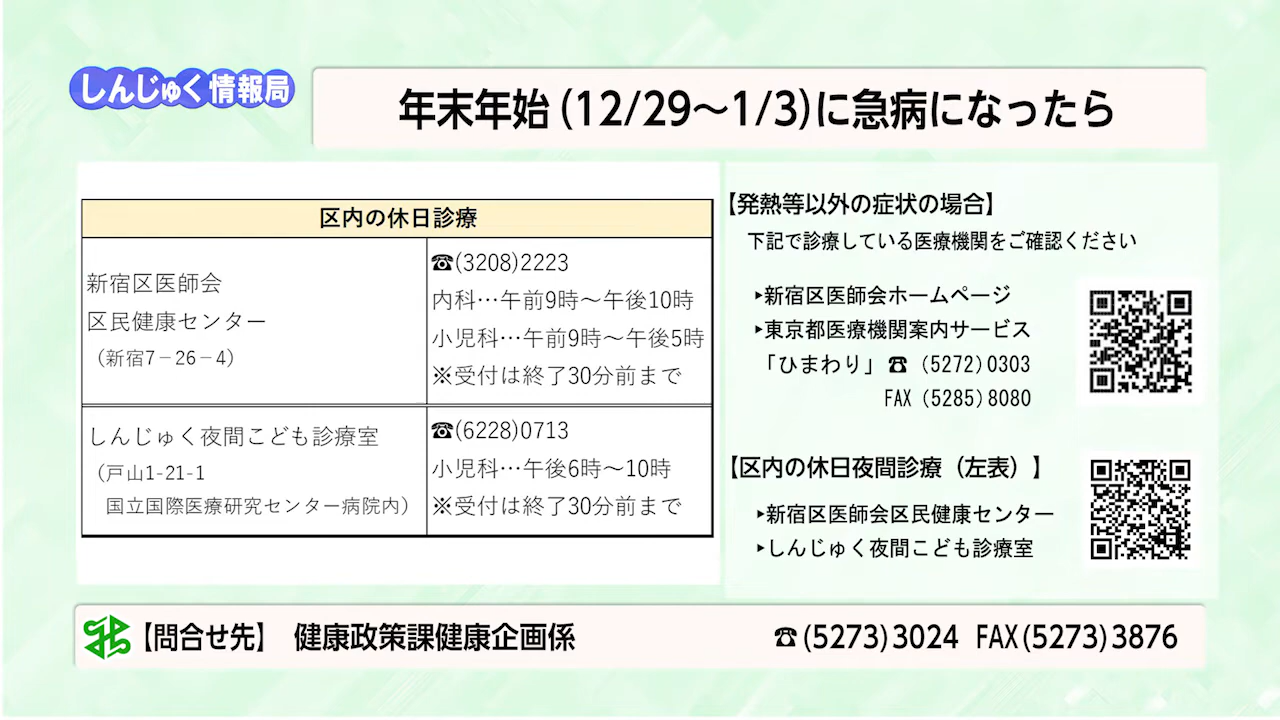 しんじゅく情報局
年末年始(12/29～1/3)に急病になったら
区内の休日診療
新宿区医師会
区民健康センター
（新宿7－26－4）
☎(3208)2223
内科…午前9時～午後10時
小児科…午前9時～午後5時
※受付は終了30分前まで
しんじゅく夜間こども診療室
（戸山1-21-1
国立国際医療研究センター病院内）
☎(6228)0713
小児科…午後6時～10時
※受付は終了30分前まで
【発熱等以外の症状の場合】
下記で診療している医療機関をご確認ください
▸新宿区医師会ホームページ
▸東京都医療機関案内サービス
「ひまわり」☎（5272)0303
FAX（5285)8080
【区内の休日夜間診療（左表）】
▸新宿区医師会区民健康センター
▸しんじゅく夜間こども診療室
【問合せ先】 健康政策課健康企画係 ☎(5273)3024 FAX(5273)3876